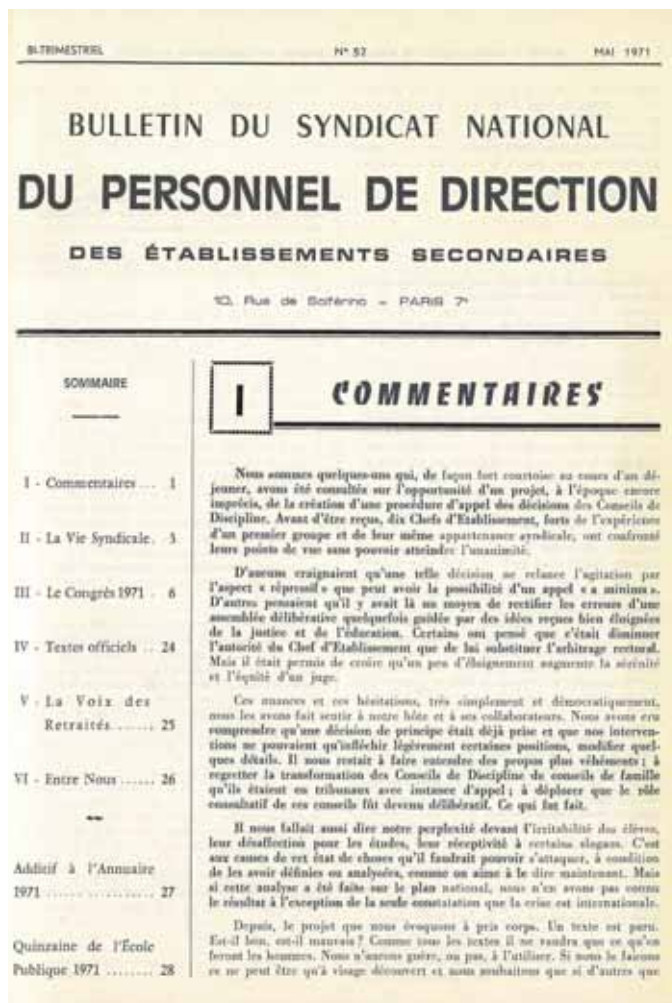 BI-TRIMESTRIEL N° 52 MAI 1971
BULLETIN DU SYNDICAT NATIONAL
DU PERSONNEL DE DIRECTION
DES ÉTABLISSEMENTS SECONDAIRES
10, Rue de Solférino – PARIS 7e
SOMMAIRE
I - Commentaires ... 1
II - La Vie Syndicale. 3
III - Le Congrès 1971 . 6
IV - Textes officiels .. 24
V - La Voix des
Retraités....... 25
VI - Entre Nous ...... 26
Additif à l'Annuaire
1971 .................. 27
Quinzaine de l'École
Publique 1971 ........ 28
I COMMENTAIRES
Nous sommes quelques-uns qui, de façon fort courtoise au cours d'un dé-
jeuner, avons été consultés sur l'opportunité d'un projet, à l'époque encore
imprécis, de la création d'une procédure d'appel des décisions des Conseils de
Discipline. Avant d'être reçus, dix Chefs d'Etablissement, forts de l'expérience
d'un premier groupe et de leur même appartenance syndicale, ont confronté
leurs points de vue sans pouvoir atteindre l'unanimité.
D'aucuns craignaient qu'une telle décision ne relance l'agitation par
l'aspect « répressif » que peut avoir la possibilité d'un appel « a minima ».
D'autres pensaient qu'il y avait là un moyen de rectifier les erreurs d'une
assemblée délibérative quelquefois guidée par des idées reçues bien éloignées
de la justice et de l'éducation. Certains ont pensé que c'était diminuer
l'autorité du Chef d'Etablissement que de lui substituer l'arbitrage rectoral.
Mais il était permis de croire qu'un peu d'éloignement augmente la sérénité
et l'équité d'un juge.
Ces nuances et ces hésitations, très simplement et démocratiquement,
nous les avons fait sentir à notre hôte et à ses collaborateurs. Nous avons cru
comprendre qu'une décision de principe était déjà prise et que nos interven-
tions ne pouvaient qu'infléchir légèrement certaines positions, modifier quel-
ques détails. Il nous restait à faire entendre des propos plus véhéments ; à
regretter la transformation des Conseils de Discipline de conseils de famille
qu'ils étaient en tribunaux avec instance d'appel ; à déplorer que le rôle
consultatif de ces conseils fût devenu délibératif. Ce qui fut fait.
Il nous fallait aussi dire notre perplexité devant l'irritabilité des élèves,
leur désaffection pour les études, leur réceptivité à certains slogans. C'est
aux causes de cet état de choses qu'il faudrait pouvoir s'attaquer, à condition
de les avoir définies ou analysées, comme on aime à le dire maintenant. Mais
si cette analyse a été faite sur le plan national, nous n'en avons pas connu
le résultat à l'exception de la seule constatation que la crise est internationale.
Depuis, le projet que nous évoquons à pris corps. Un texte est paru.
Est-il bon, est-il mauvais ? Comme tous les textes il ne vaudra que ce qu'en
feront les hommes. Nous n'aurons guère, ou pas, à l'utiliser. Si nous le faisons
ce ne peut être qu'à visage découvert et nous souhaitons que si d'autres que